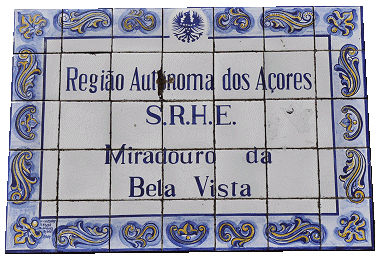 Região Autónoma dos Açores
S.R.H.E.
Miradouro da
Bela Vista